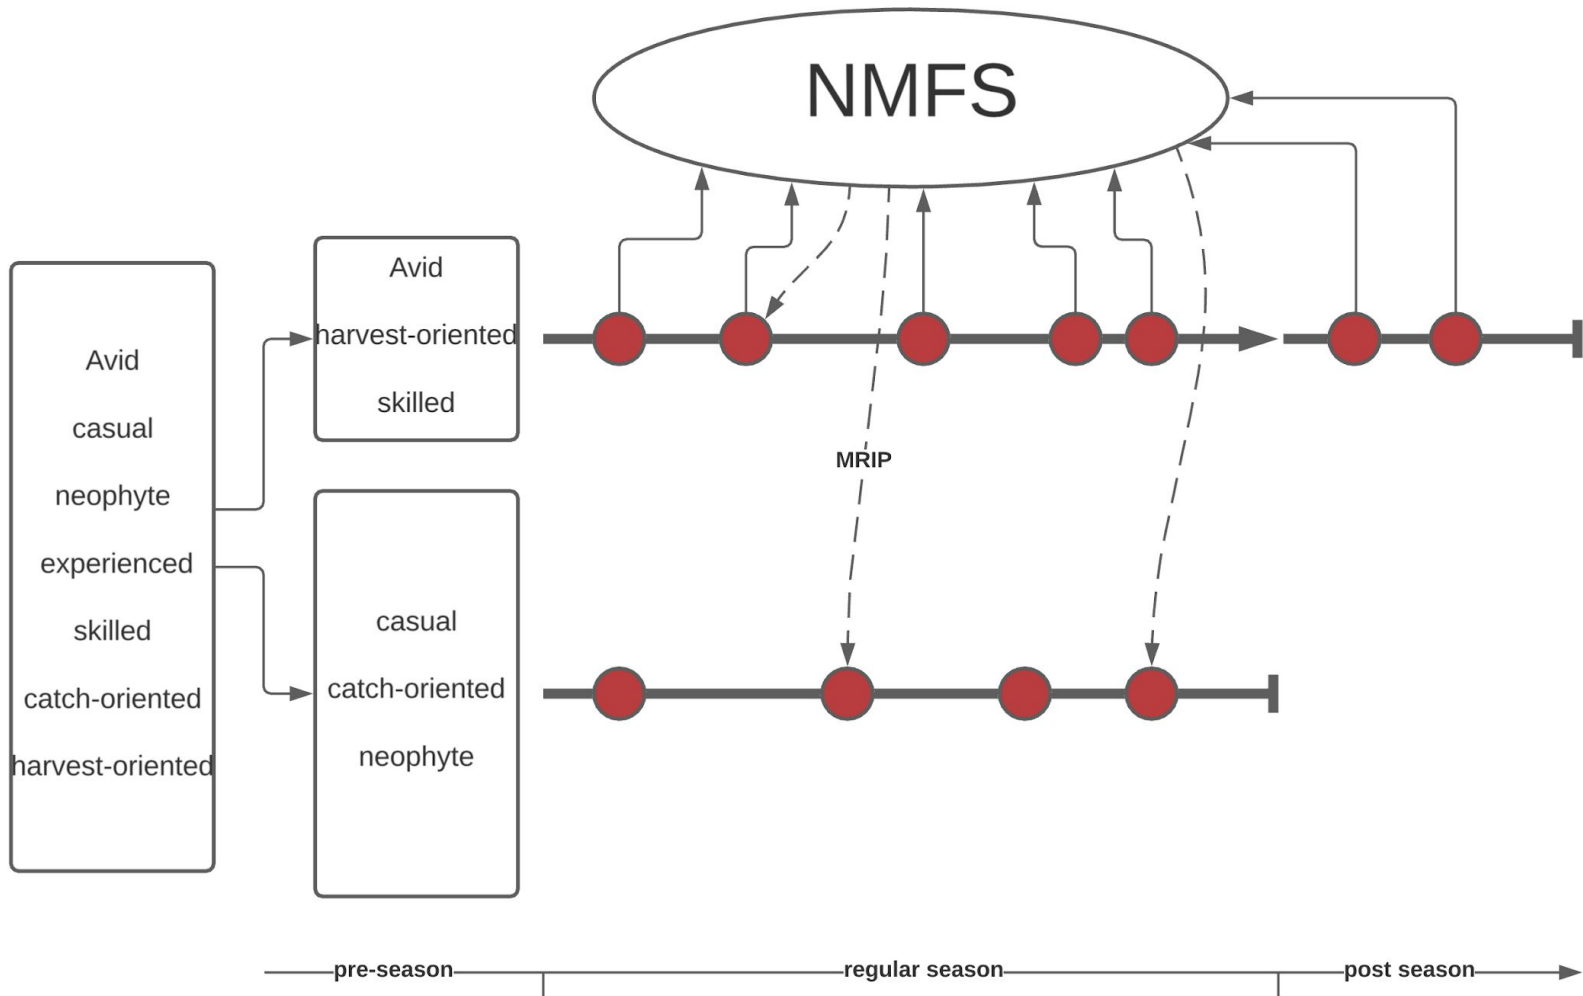 NMFS
Avid
casual
neophyte
experienced
skilled
catch-oriented
harvest-oriented
Avid
harvest-oriented
skilled
casual
catch-oriented
neophyte
MRIP
pre-season
regular season
post season